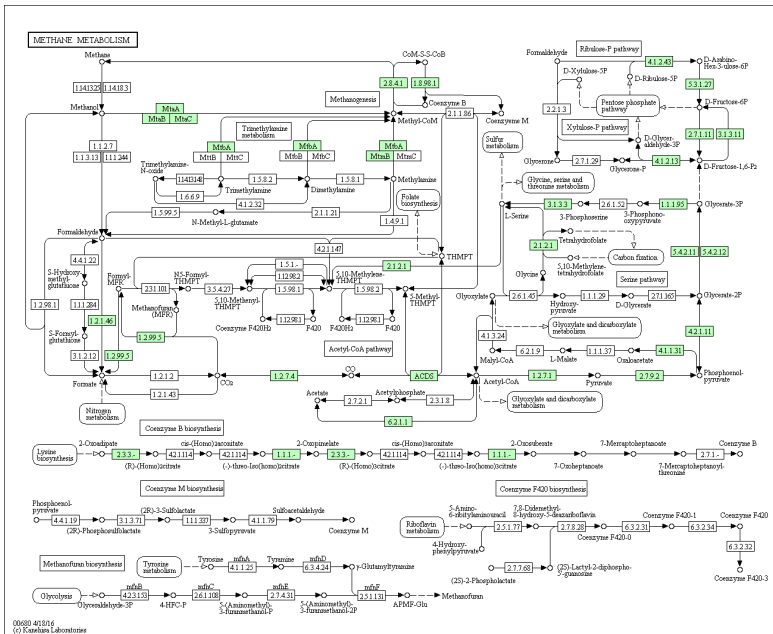 METHANE METABOLISM
Methane
CoM-S-S-CoB
Formaldehyde
Ribulose-P pathway
4.1.2.43
D-Arabino-
Hex-3-ulose-6P
1.14.13.25
1.14.18.3
2.8.4.1
1.8.98.1
D-Xylulose-5P
D-Ribulose-5P
5.3.1.27
Methanogenesis
Coenzyme B
Methanol
MtaA
MtaB
MtaC
Methyl-CoM
2.1.1.86
Coenzyme M
2.2.1.3
Pentose phosphate
pathway
D-Fructose-6P
Trimethylamine
metabolism
Xylulose-P pathway
2.7.1.11
3.1.3.11
1.1.2.7
1.1.3.13
1.1.1.244
MtbA
MttB
MttC
MtbA
MtbB
MtbC
MtbA
MtmB
MtmC
Sulfur
metabolism
D-Glycer-
aldehyde-3P
Glycerone
2.7.1.29
Glycerone-P
4.1.2.13
D-Fructose-1,6-P2
Trimethylamine-
N-oxide
1.14.13.148
1.5.8.2
1.5.8.1
Methylamine
Trimethylamine
Dimethylamine
1.6.6.9
4.1.2.32
Glycine, serine and
threonine metabolism
Folate
biosynthesis
1.5.99.5
2.1.1.21
N-Methyl-L-glutamate
1.4.9.1
L-Serine
3.1.3.3
2.6.1.52
1.1.1.95
Glycerate-3P
3-Phosphoserine
3-Phosphono-
oxypyruvate
Formaldehyde
4.2.1.147
THMPT
2.1.2.1
Tetrahydrofolate
Carbon fixation
5,10-Methylene-
tetrahydrofolate
5.4.2.11
5.4.2.12
4.4.1.22
S-Hydroxy-
methyl-
glutathione
Formyl-
MFR
2.3.1.101
N5-Formyl-
THMPT
3.5.4.27
5,10-Methenyl-
THMPT
1.5.1.-
1.12.98.2
1.5.98.1
5,10-Methylene-
THMPT
2.1.2.1
1.5.98.2
5-Methyl-THMPT
Glycine
Serine pathway
Glyoxylate
2.6.1.45
Hydroxy-
pyruvate
1.1.1.29
D-Glycerate
2.7.1.165
Glycerate-2P
1.2.98.1
1.1.1.284
Methanofuran
(MFR)
Coenzyme F420H2
1.12.98.1
F420
F420H2
1.12.98.1
F420
1.2.1.46
1.2.99.5
S-Formyl-
glutathione
3.1.2.12
1.2.99.5
Acetyl-CoA pathway
4.1.3.24
Glyoxylate and dicarboxylate
metabolism
4.2.1.11
Malyl-CoA
6.2.1.9
L-Malate
1.1.1.37
Oxaloacetate
4.1.1.31
Formate
1.2.1.2
1.2.1.43
CO2
1.2.7.4
CO
ACDS
Acetyl-CoA
1.2.7.1
Pyruvate
2.7.9.2
Phosphoenol-
pyruvate
Nitrogen
metabolism
Acetate
2.7.2.1
Acetylphosphate
2.3.1.8
6.2.1.1
Glyoxylate and dicarboxylate
metabolism
Coenzyme B biosynthesis
Lysine
biosynthesis
2-Oxoadipate
2.3.3.-
(R)-(Homo)2citrate
4.2.1.114
cis-(Homo)2aconitate
4.2.1.114
(-)-threo-Iso(homo)2citrate
1.1.1.-
2-Oxopimelate
2.3.3.-
(R)-(Homo)3citrate
4.2.1.114
cis-(Homo)3aconitate
4.2.1.114
(-)-threo-Iso(homo)3citrate
1.1.1.-
2-Oxosuberate
7-Oxoheptanoate
7-Mercaptoheptanoate
7-Mercaptoheptanoyl-
threonine
2.7.1.-
Coenzyme B
Coenzyme M biosynthesis
Phosphoenol-
pyruvate
4.4.1.19
(2R)-Phosphosulfolactate
3.1.3.71
(2R)-3-Sulfolactate
1.1.1.337
3-Sulfopyruvate
4.1.1.79
Sulfoacetaldehyde
Coenzyme M
Coenzyme F420 biosynthesis
Riboflavin
metabolism
5-Amino-
6-ribitylaminouracil
4-Hydroxy-
phenylpyruvate
2.5.1.77
7,8-Didemethyl-
8-hydroxy-5-deazariboflavin
2.7.8.28
Coenzyme F420-0
6.3.2.31
Coenzyme F420-1
6.3.2.34
Coenzyme F420
6.3.2.32
Coenzyme F420-3
(2S)-2-Phospholactate
2.7.7.68
(2S)-Lactyl-2-diphospho-
5'-guanosine
Methanofuran biosynthesis
Tyrosine
metabolism
Tyrosine
mfnA
4.1.1.25
Tyramine
mfnD
6.3.4.24
γ-Glutamyltyramine
Glycolysis
Glyceraldehyde-3P
mfnB
4.2.3.153
4-HFC-P
mfnC
2.6.1.108
5-(Aminomethyl)-
3-furanmethanol-P
mfnE
2.7.4.31
5-(Aminomethyl)-
3-furanmethanol-2P
mfnF
2.5.1.131
APMF-Glu
Methanofuran
00680 4/18/16
(c) Kanehisa Laboratories